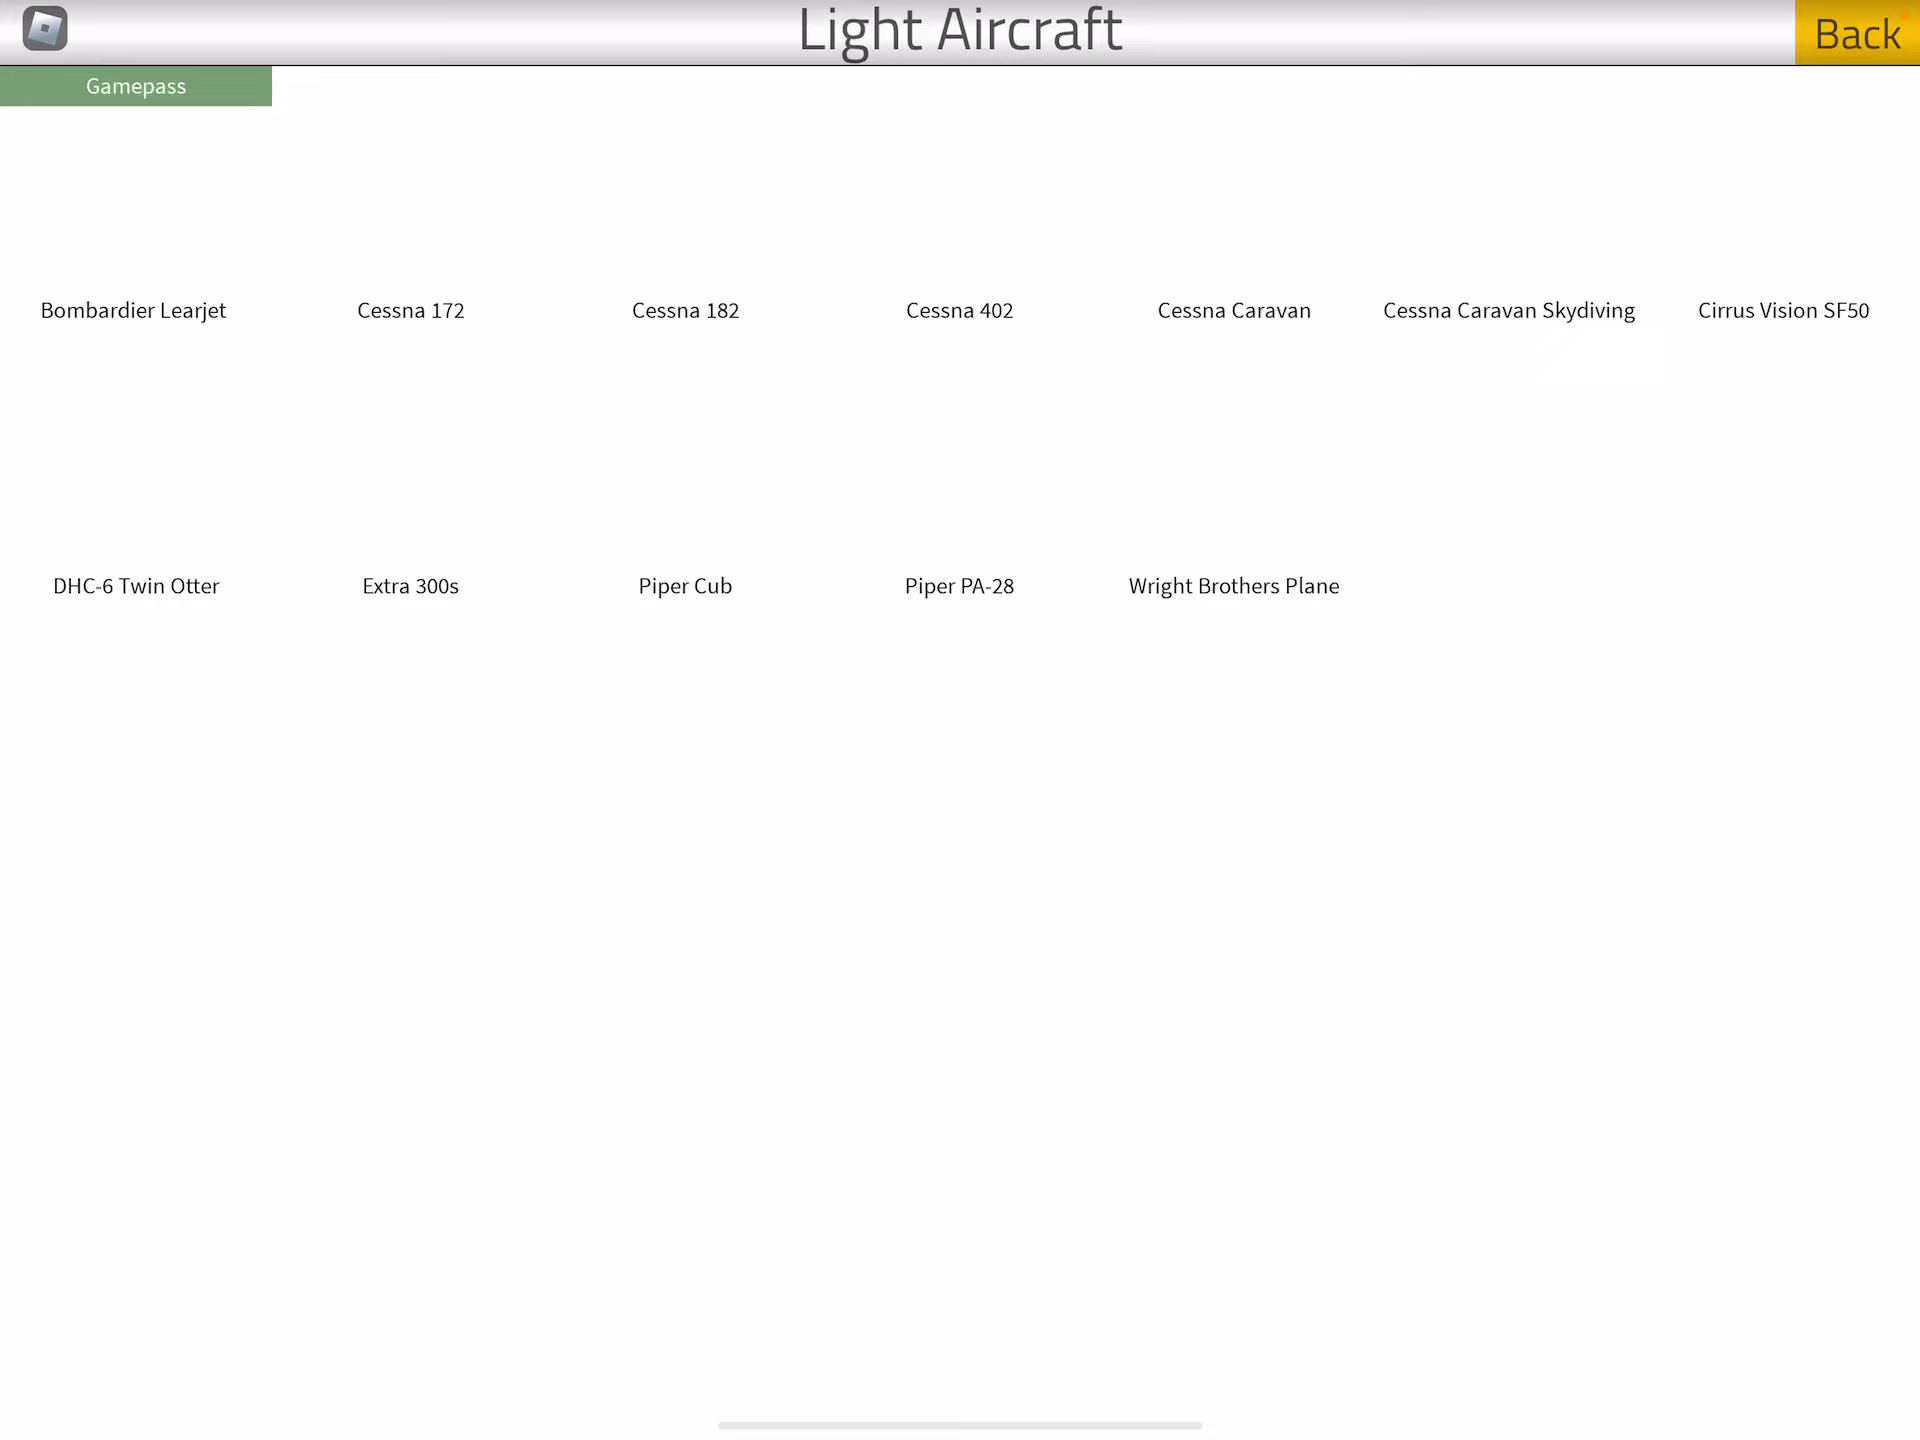 Light Aircraft
Back
Gamepass
Bombardier Learjet
Cessna 172
Cessna 182
Cessna 402
Cessna Caravan
Cessna Caravan Skydiving
Cirrus Vision SF50
DHC-6 Twin Otter
Extra 300s
Piper Cub
Piper PA-28
Wright Brothers Plane